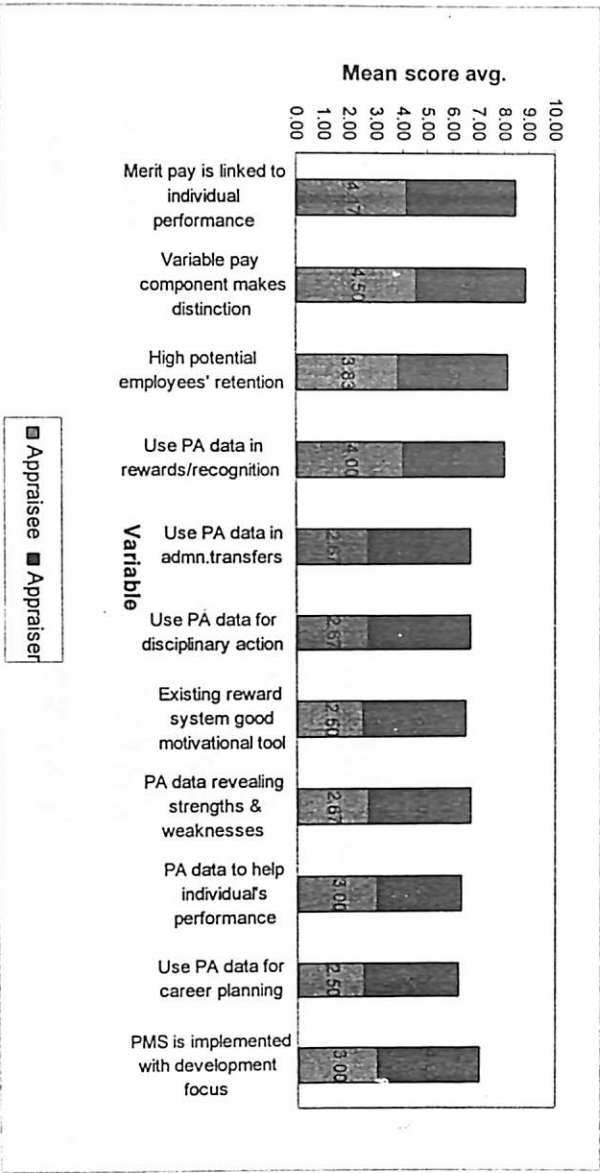 Mean score avg.
10.00
9.00
8.00
7.00
6.00
5.00
4.00
3.00
2.00
1.00
0.00
4.17
4.50
3.83
4.00
2.67
2.67
2.50
2.67
3.00
2.50
3.00
Merit pay is linked to
individual
performance
Variable pay
component makes
distinction
High potential
employees' retention
Use PA data in
rewards/recognition
Use PA data in
admn.transfers
Use PA data for
disciplinary action
Existing reward
system good
motivational tool
PA data revealing
strengths &
weaknesses
PA data to help
individual's
performance
Use PA data for
career planning
PMS is implemented
with development
focus
Variable
Appraisee
Appraiser